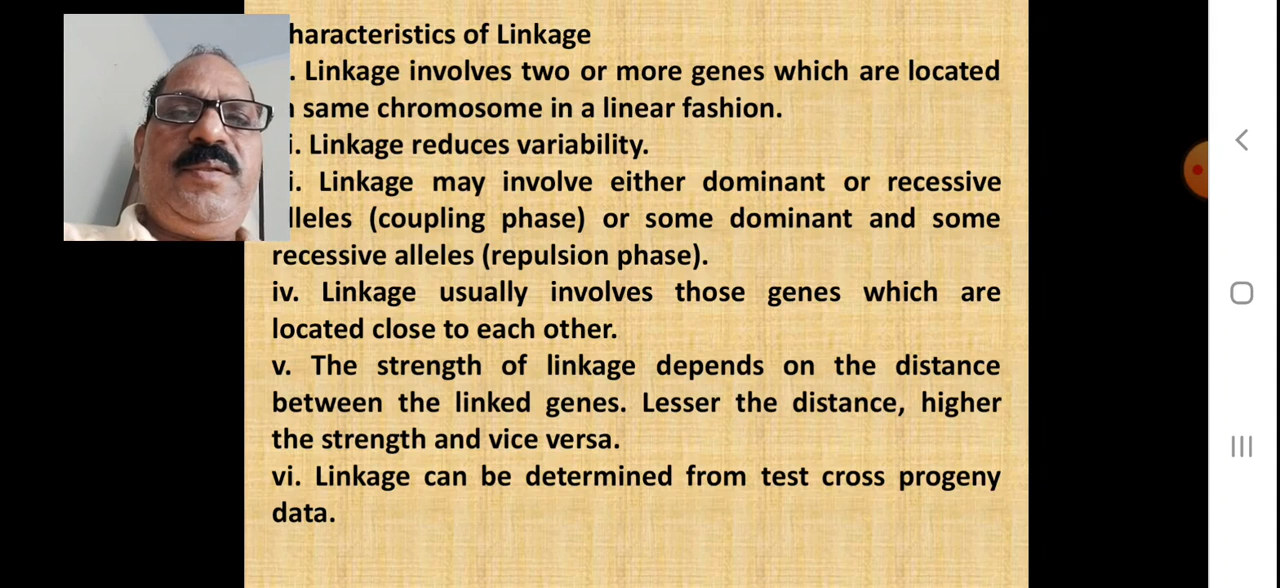 haracteristics of Linkage
. Linkage involves two or more genes which are located
same chromosome in a linear fashion.
i. Linkage reduces variability.
i. Linkage may involve either dominant or recessive
lleles (coupling phase) or some dominant and some
recessive alleles (repulsion phase).
iv. Linkage usually involves those genes which are
located close to each other.
v. The strength of linkage depends on the distance
between the linked genes. Lesser the distance, higher
the strength and vice versa.
vi. Linkage can be determined from test cross progeny
data.